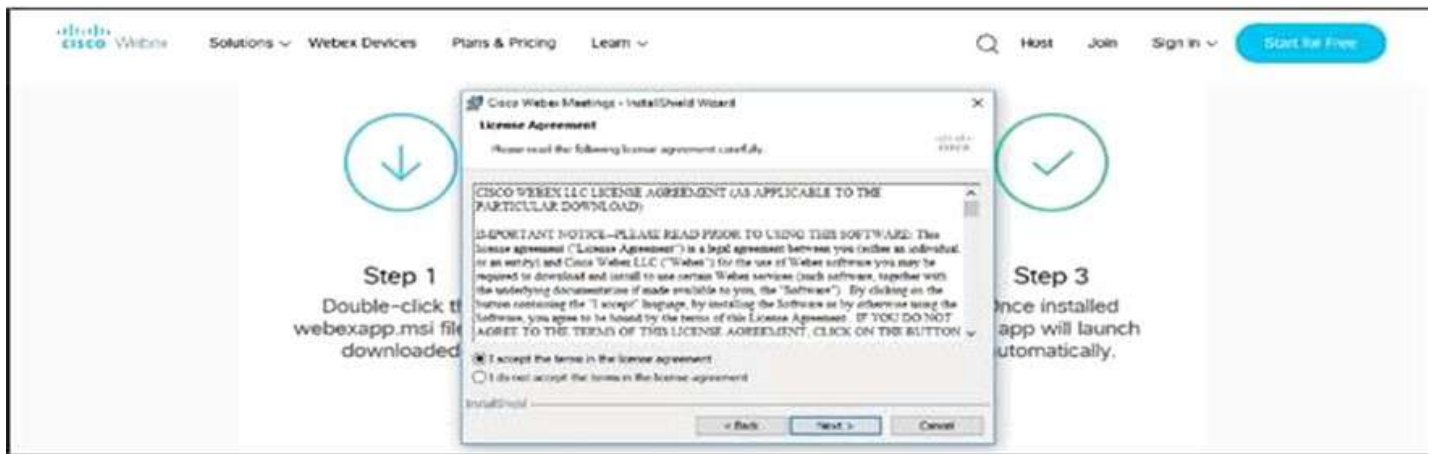 CISCO Webex
Solutions Webex Devices Plans & Pricing Learn Host Join Sign in Start for Free
Cisco Webex Meetings - InstallShield Wizard
License Agreement
Please read the following license agreement carefully.
CISCO
CISCO WEBEX LLC LICENSE AGREEMENT (AS APPLICABLE TO THE
PARTICULAR DOWNLOAD)
IMPORTANT NOTICE--PLEASE READ PRIOR TO USING THIS SOFTWARE: This
license agreement ("License Agreement") is a legal agreement between you (either an individual
or an entity) and Cisco Webex LLC ("Webex") for the use of Webex software you may be
required to download and install to use certain Webex services (such software, together with
the underlying documentation if made available to you, the "Software"). By clicking on the
button containing the "I accept" language, by installing the Software or by otherwise using the
Software, you agree to be bound by the terms of this License Agreement. IF YOU DO NOT
AGREE TO THE TERMS OF THIS LICENSE AGREEMENT, CLICK ON THE BUTTON
I accept the terms in the license agreement
I do not accept the terms in the license agreement
InstallShield
< Back Next > Cancel
Step 1
Double-click
webexapp.msi
downloaded
Step 3
installed
app will launch
automatically.